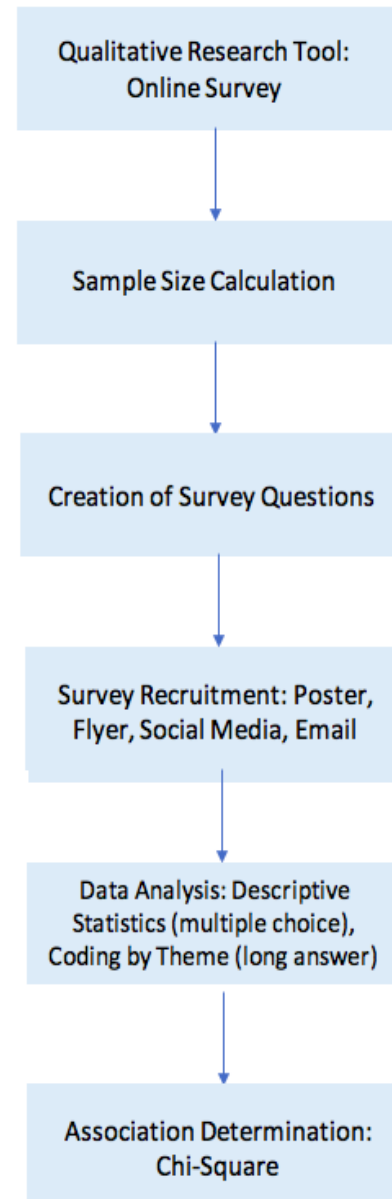 Qualitative Research Tool:
Online Survey
Sample Size Calculation
Creation of Survey Questions
Survey Recruitment: Poster,
Flyer, Social Media, Email
Data Analysis: Descriptive
Statistics (multiple choice),
Coding by Theme (long answer)
Association Determination:
Chi-Square